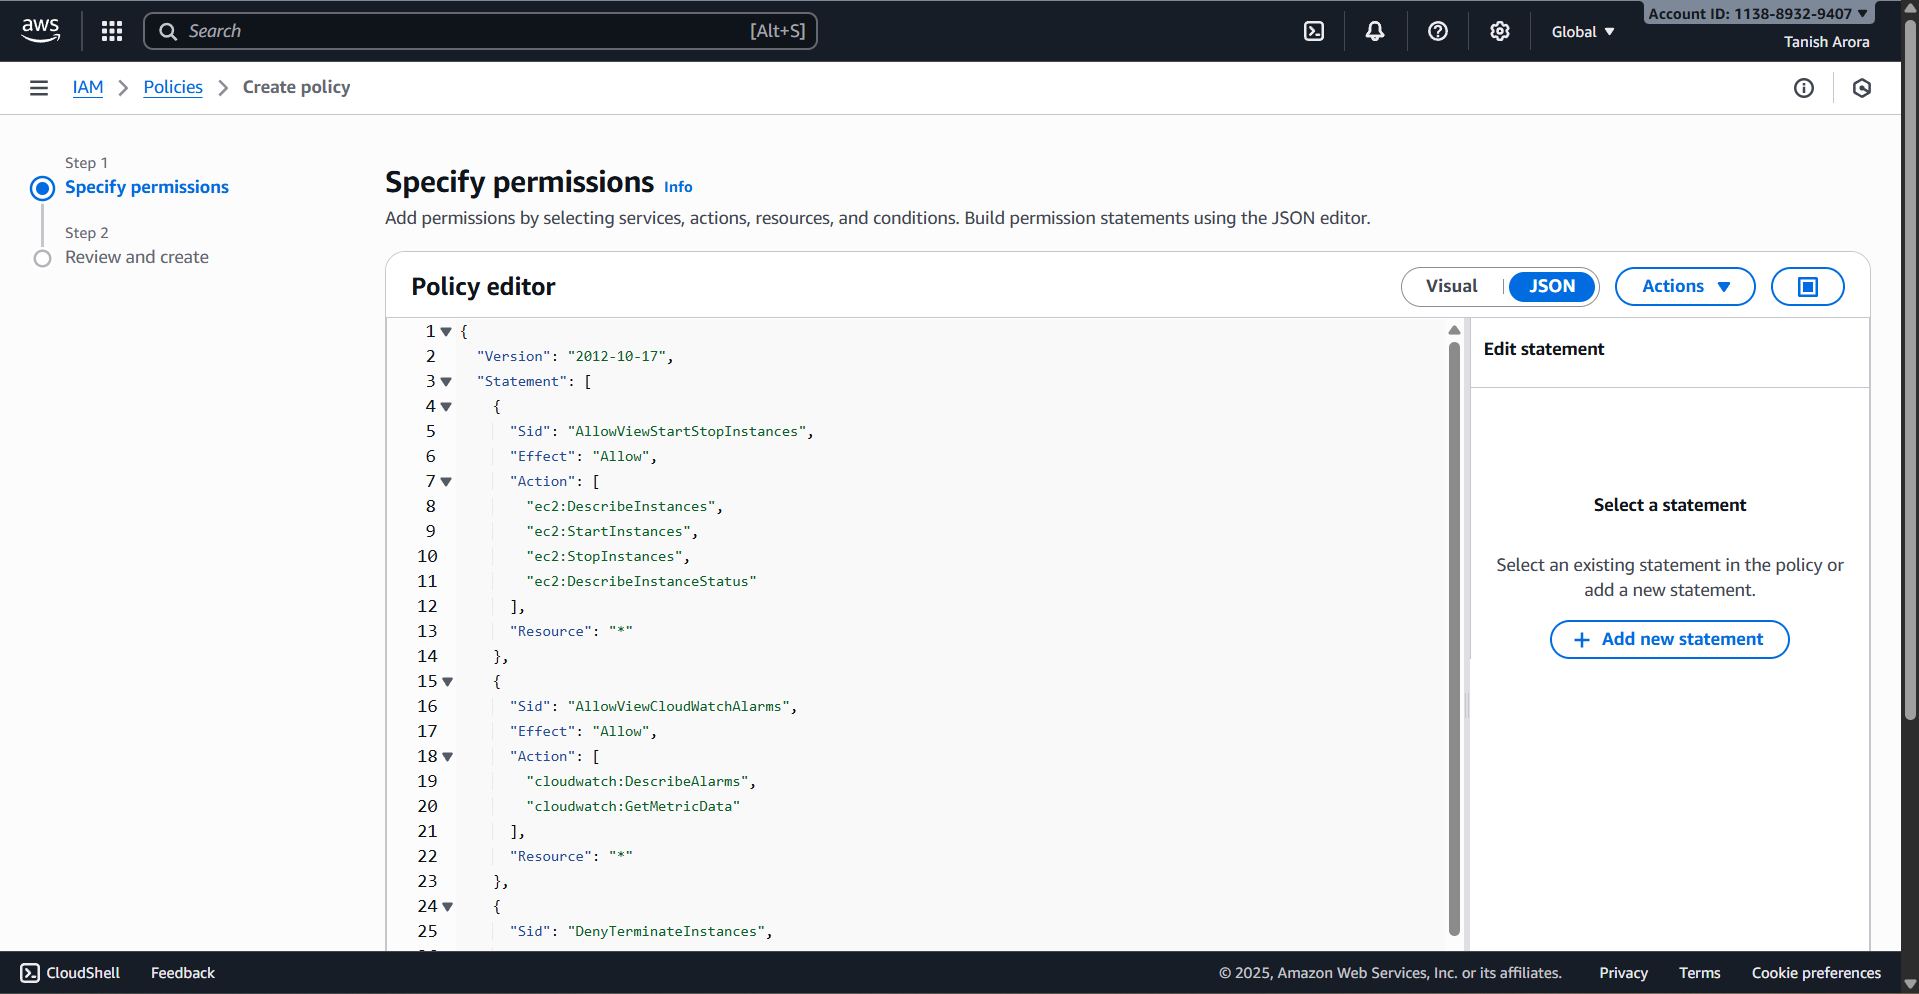 aws
Search [Alt+S]
Global
Account ID: 1138-8932-9407
Tanish Arora
IAM Policies Create policy
Step 1
Specify permissions
Step 2
Review and create
Specify permissions Info
Add permissions by selecting services, actions, resources, and conditions. Build permission statements using the JSON editor.
Policy editor
Visual JSON Actions
1 {
2 "Version": "2012-10-17",
3 "Statement": [
4 {
5 "Sid": "AllowViewStartStopInstances",
6 "Effect": "Allow",
7 "Action": [
8 "ec2:DescribeInstances",
9 "ec2:StartInstances",
10 "ec2:StopInstances",
11 "ec2:DescribeInstanceStatus"
12 ],
13 "Resource": "*"
14 },
15 {
16 "Sid": "AllowViewCloudWatchAlarms",
17 "Effect": "Allow",
18 "Action": [
19 "cloudwatch:DescribeAlarms",
20 "cloudwatch:GetMetricData"
21 ],
22 "Resource": "*"
23 },
24 {
25 "Sid": "DenyTerminateInstances",
Edit statement
Select a statement
Select an existing statement in the policy or
add a new statement.
+ Add new statement
CloudShell Feedback
© 2025, Amazon Web Services, Inc. or its affiliates. Privacy Terms Cookie preferences